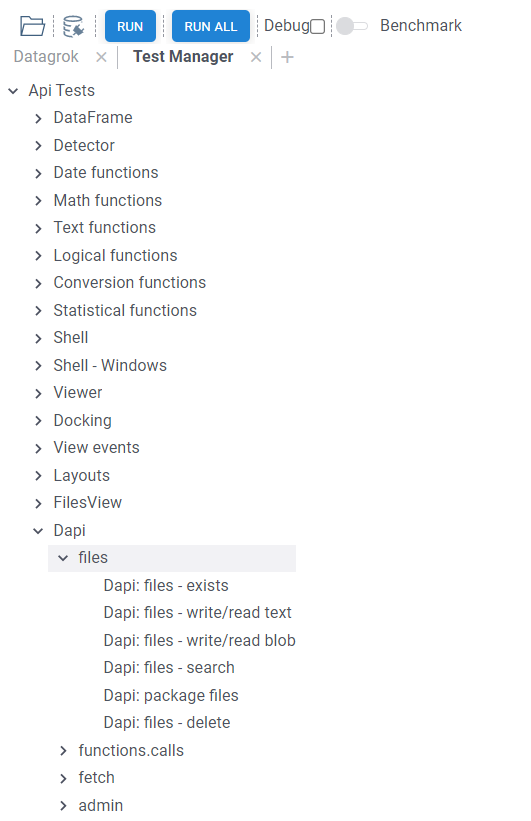 RUN RUN ALL Debug Benchmark
Datagrok Test Manager
Api Tests
DataFrame
Detector
Date functions
Math functions
Text functions
Logical functions
Conversion functions
Statistical functions
Shell
Shell - Windows
Viewer
Docking
View events
Layouts
FilesView
Dapi
files
Dapi: files - exists
Dapi: files - write/read text
Dapi: files - write/read blob
Dapi: files - search
Dapi: package files
Dapi: files - delete
functions.calls
fetch
admin